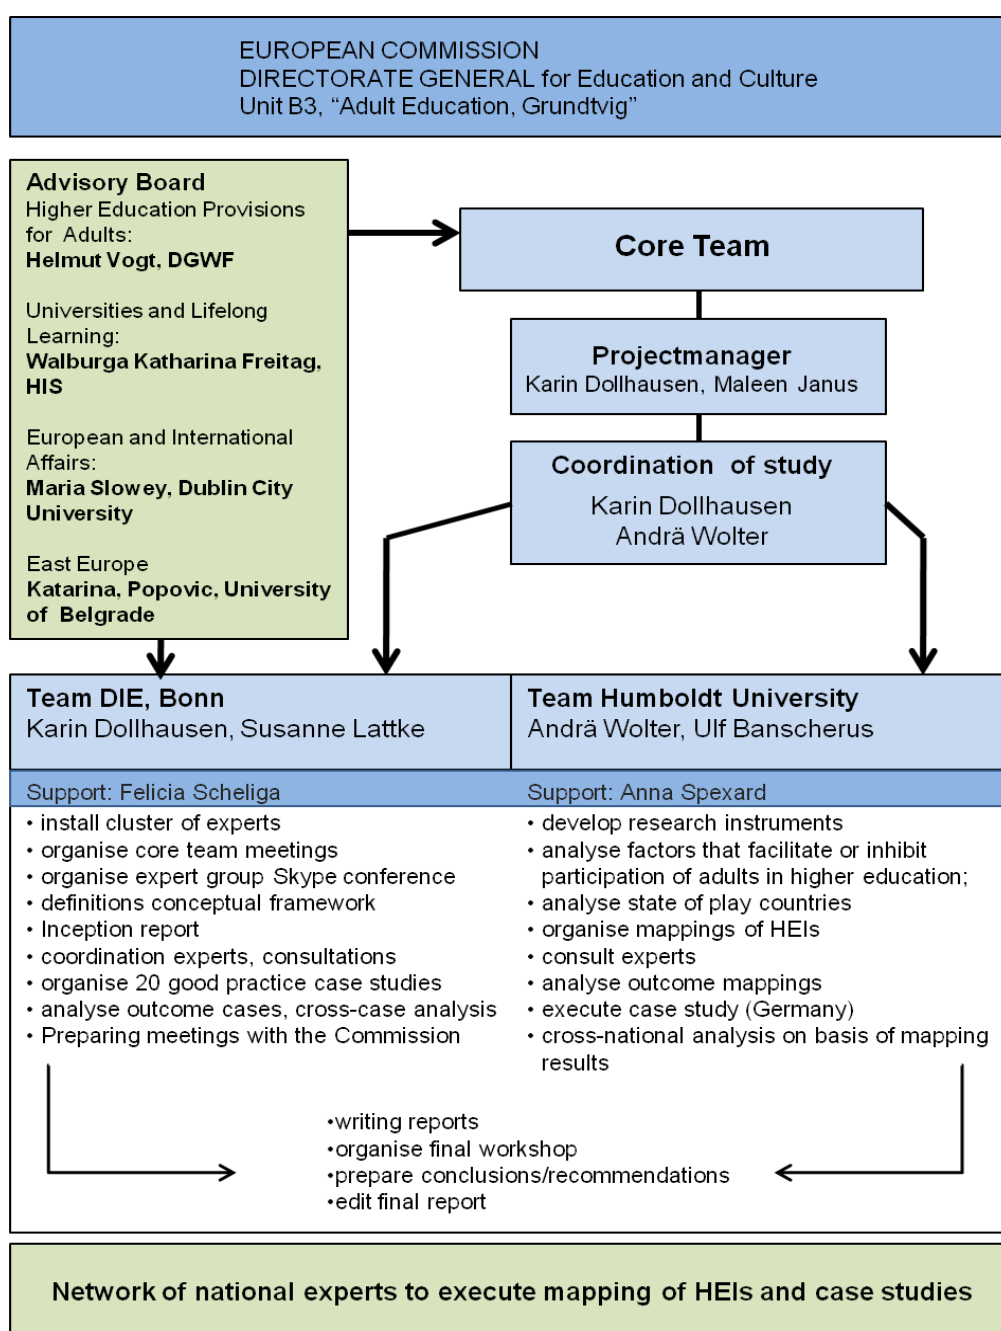 EUROPEAN COMMISSION
DIRECTORATE GENERAL for Education and Culture
Unit B3, “Adult Education, Grundtvig”
Advisory Board
Higher Education Provisions
for Adults:
Helmut Vogt, DGWF
Universities and Lifelong
Learning:
Walburga Katharina Freitag,
HIS
European and International
Affairs:
Maria Slowey, Dublin City
University
East Europe
Katarina, Popovic, University
of Belgrade
Core Team
Projectmanager
Karin Dollhausen, Maleen Janus
Coordination of study
Karin Dollhausen
Andrä Wolter
Team DIE, Bonn
Karin Dollhausen, Susanne Lattke
Support: Felicia Scheliga
• install cluster of experts
• organise core team meetings
• organise expert group Skype conference
• definitions conceptual framework
• Inception report
• coordination experts, consultations
• organise 20 good practice case studies
• analyse outcome cases, cross-case analysis
• Preparing meetings with the Commission
Team Humboldt University
Andrä Wolter, Ulf Banscherus
Support: Anna Spexard
• develop research instruments
• analyse factors that facilitate or inhibit
participation of adults in higher education;
• analyse state of play countries
• organise mappings of HEIs
• consult experts
• analyse outcome mappings
• execute case study (Germany)
• cross-national analysis on basis of mapping
results
•writing reports
•organise final workshop
•prepare conclusions/recommendations
•edit final report
Network of national experts to execute mapping of HEIs and case studies